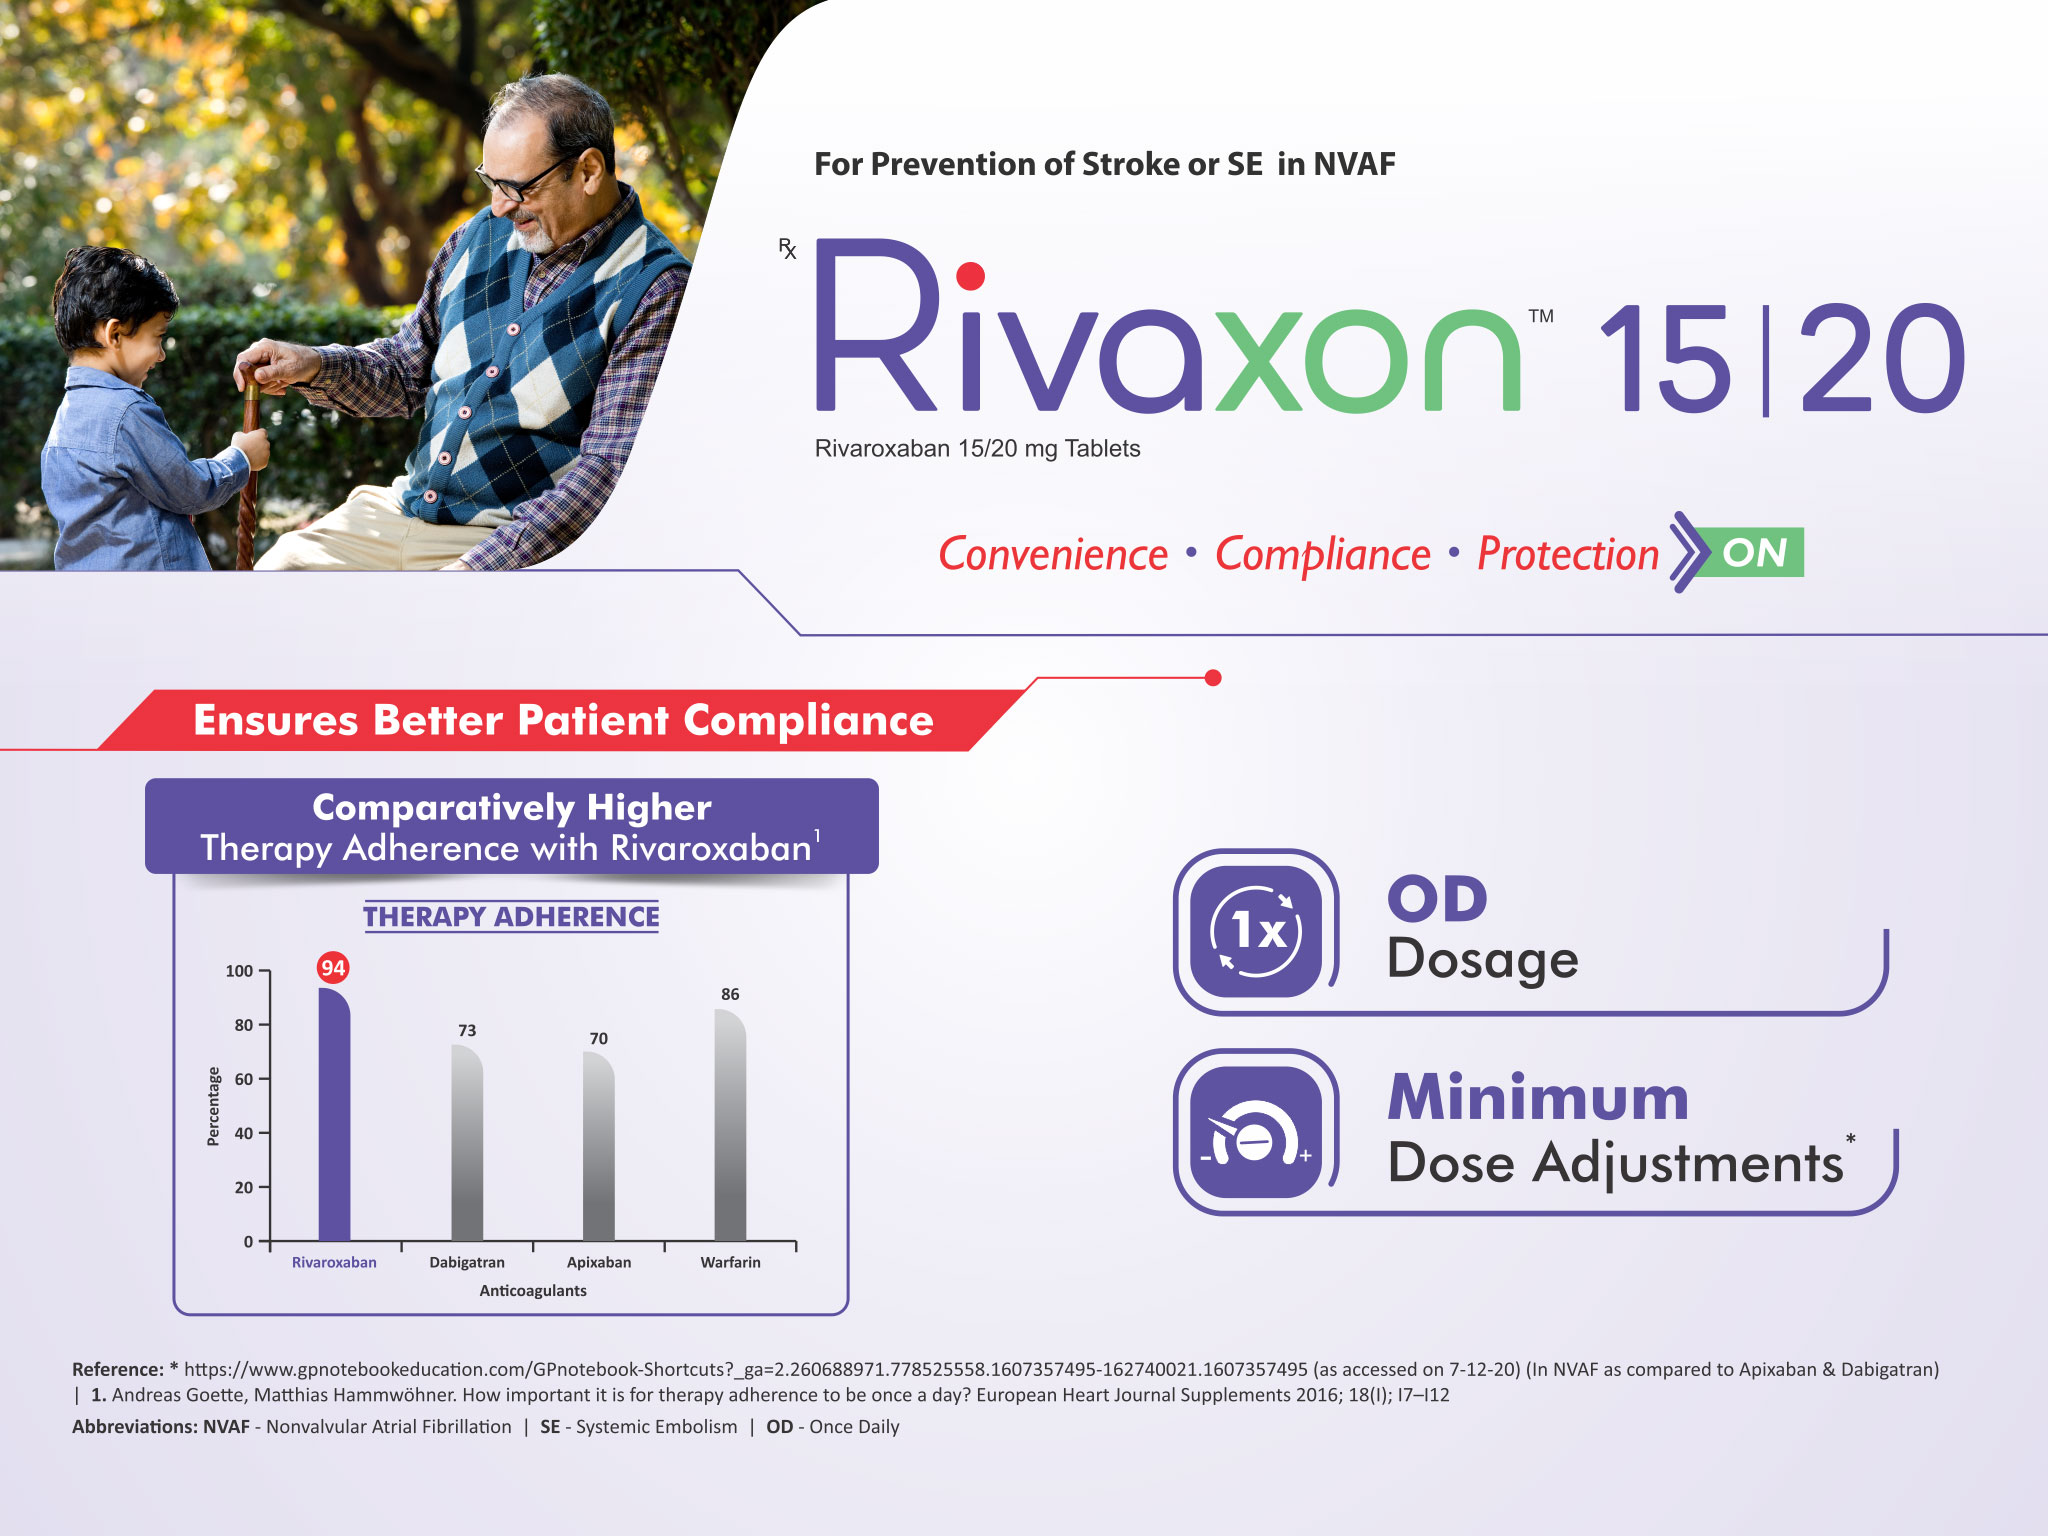 For Prevention of Stroke or SE in NVAF
Rx
Rivaxon™ 15|20
Rivaroxaban 15/20 mg Tablets
Convenience • Compliance • Protection ON
Ensures Better Patient Compliance
Comparatively Higher
Therapy Adherence with Rivaroxaban¹
THERAPY ADHERENCE
Percentage
100
80
60
40
20
0
94
73
70
86
Rivaroxaban
Dabigatran
Apixaban
Warfarin
Anticoagulants
1x
OD
Dosage
- +
Minimum
Dose Adjustments*
Reference: * https://www.gpnotebookeducation.com/GPnotebook-Shortcuts?_ga=2.260688971.778525558.1607357495-162740021.1607357495 (as accessed on 7-12-20) (In NVAF as compared to Apixaban & Dabigatran)
| 1. Andreas Goette, Matthias Hammwöhner. How important it is for therapy adherence to be once a day? European Heart Journal Supplements 2016; 18(I); I7–I12
Abbreviations: NVAF - Nonvalvular Atrial Fibrillation | SE - Systemic Embolism | OD - Once Daily